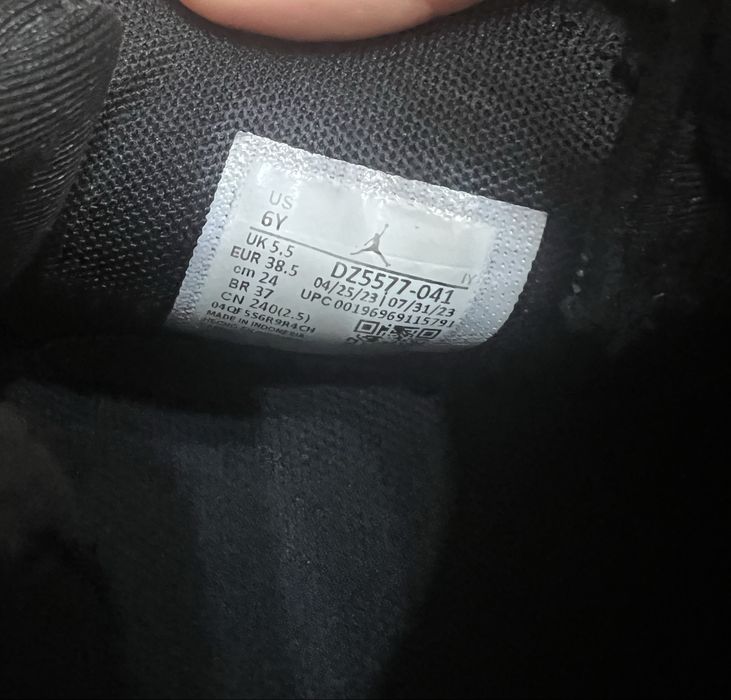 US
6Y
UK 5.5
EUR 38.5
cm 24
BR 37
CN 240(2.5)
MADE IN INDONESIA
IY
DZ5577-041
04/25/23 | 07/31/23
UPC 00196969115791